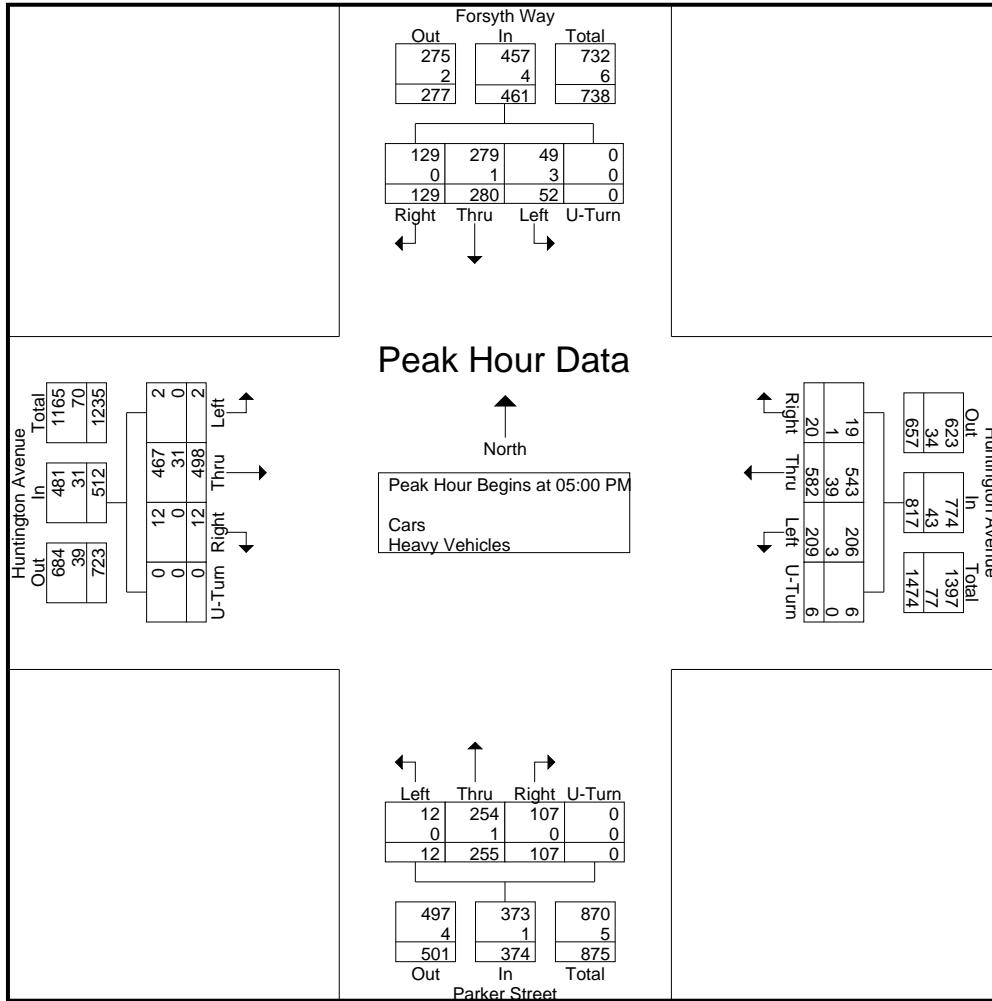 Forsyth Way
Out In Total
275 457 732
2 4 6
277 461 738
129 279 49 0
0 1 3 0
129 280 52 0
Right Thru Left U-Turn
Peak Hour Data
North
Peak Hour Begins at 05:00 PM
Cars
Heavy Vehicles
Huntington Avenue
Out In Total
684 481 1165
39 31 70
723 512 1235
2 467 12 0
0 31 0 0
2 498 12 0
Left Thru Right U-Turn
Huntington Avenue
Out In Total
623 774 1397
34 43 77
657 817 1474
19 543 206 6
1 39 3 0
20 582 209 6
Right Thru Left U-Turn
Left Thru Right U-Turn
12 254 107 0
0 1 0 0
12 255 107 0
497 373 870
4 1 5
501 374 875
Out In Total
Parker Street